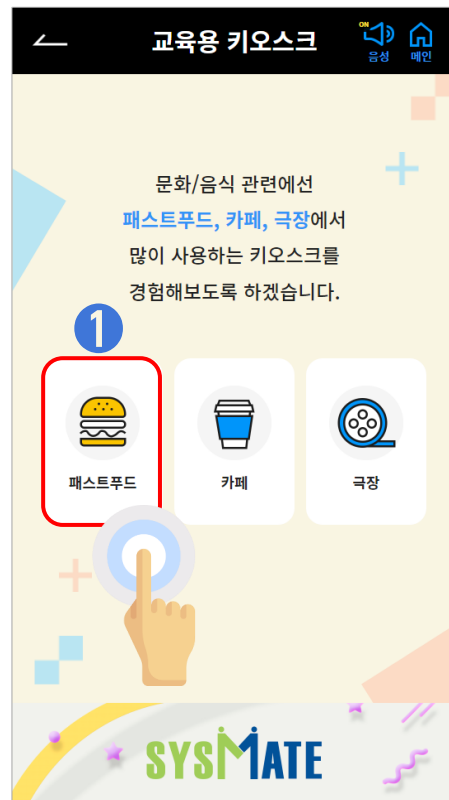 교육용 키오스크
ON
음성
메인
문화/음식 관련에선
패스트푸드, 카페, 극장에서
많이 사용하는 키오스크를
경험해보도록 하겠습니다.
1
패스트푸드
카페
극장
SYSMATE